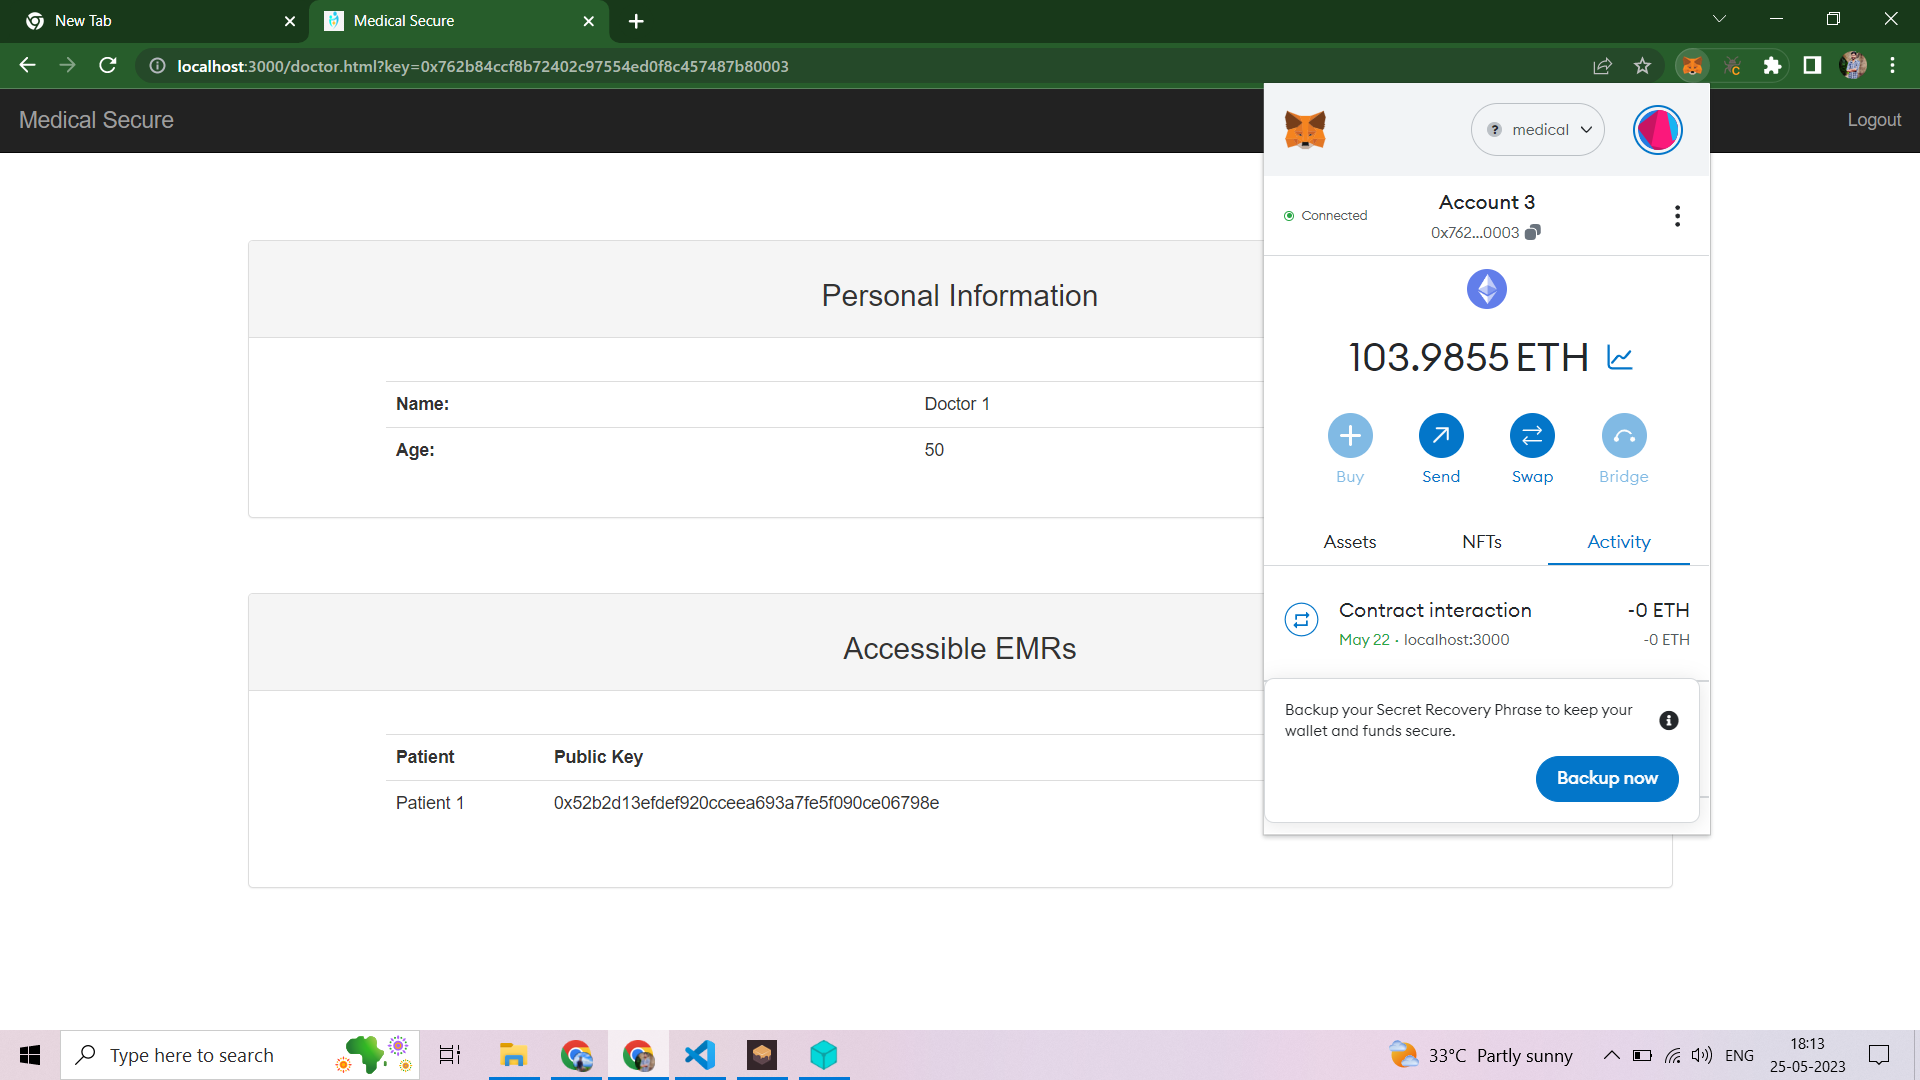 New Tab
Medical Secure
localhost:3000/doctor.html?key=0x762b84ccf8b72402c97554ed0f8c457487b80003
Medical Secure
Logout
? medical
Connected
Account 3
0x762...0003
103.9855 ETH
Buy
Send
Swap
Bridge
Assets
NFTs
Activity
Contract interaction
-0 ETH
May 22 · localhost:3000
-0 ETH
Backup your Secret Recovery Phrase to keep your
wallet and funds secure.
Backup now
Personal Information
Name:
Doctor 1
Age:
50
Accessible EMRs
Patient
Public Key
Patient 1
0x52b2d13efdef920cceea693a7fe5f090ce06798e
Type here to search
33°C Partly sunny
ENG
18:13
25-05-2023